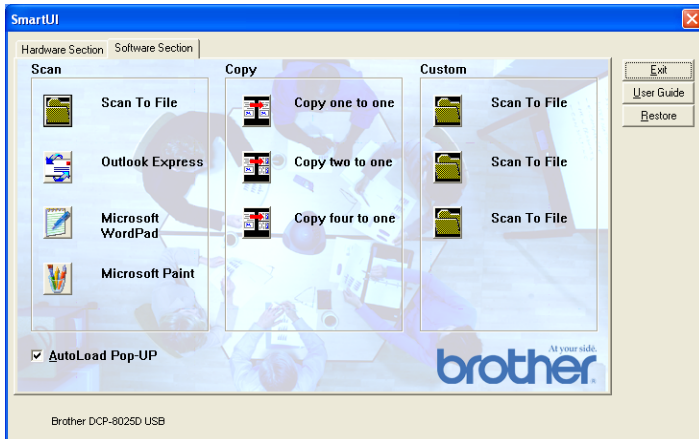 SmartUI
Hardware Section
Software Section
Scan
Scan To File
Outlook Express
Microsoft
WordPad
Microsoft Paint
Copy
Copy one to one
Copy two to one
Copy four to one
Custom
Scan To File
Scan To File
Scan To File
Exit
User Guide
Restore
AutoLoad Pop-UP
At your side.
brother
Brother DCP-8025D USB